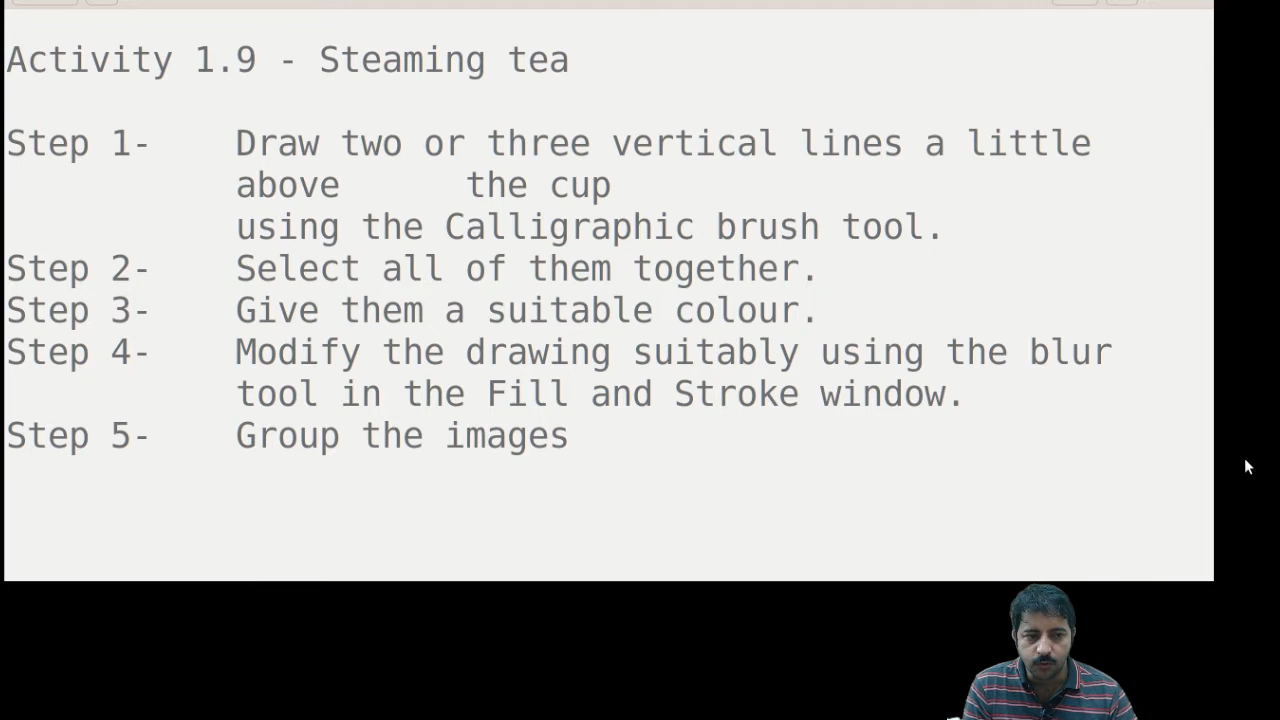 Activity 1.9 - Steaming tea
Step 1- Draw two or three vertical lines a little
above the cup
using the Calligraphic brush tool.
Step 2- Select all of them together.
Step 3- Give them a suitable colour.
Step 4- Modify the drawing suitably using the blur
tool in the Fill and Stroke window.
Step 5- Group the images